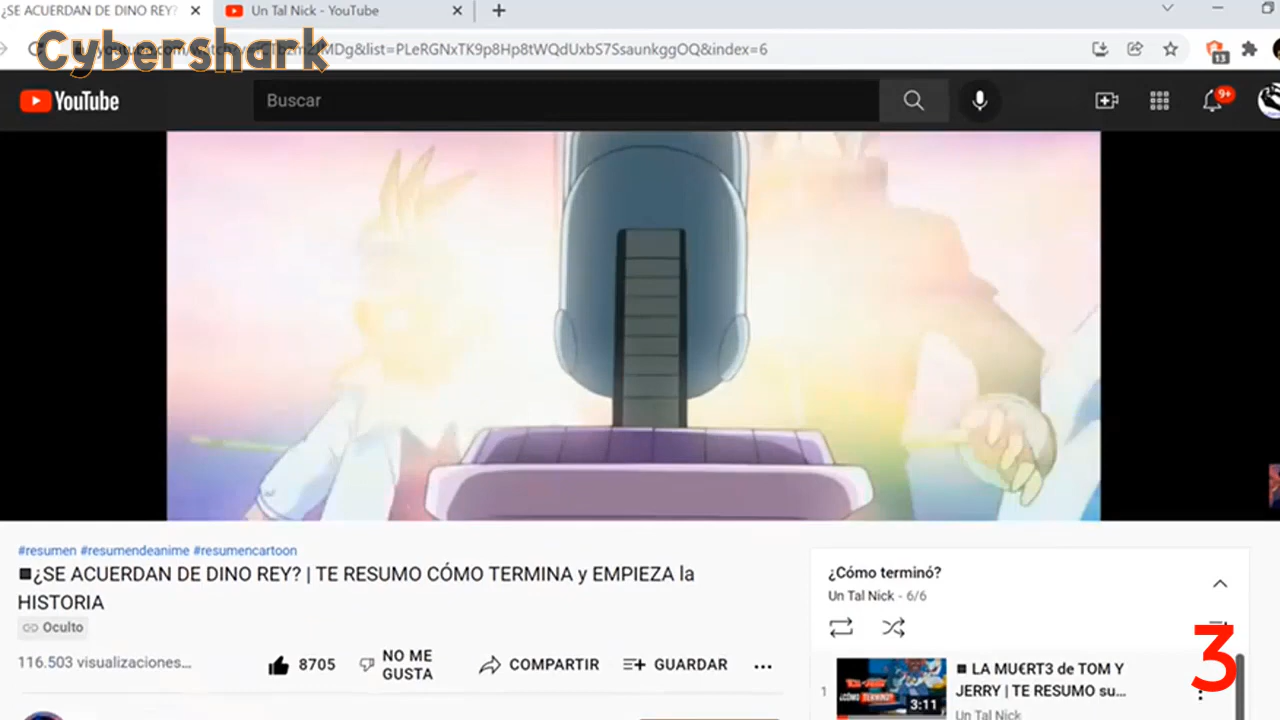 ¿SE ACUERDAN DE DINO REY?
Un Tal Nick - YouTube
Cybershark
MDg&list=PLeRGNxTK9p8Hp8tWQdUxbS7SsaunkggOQ&index=6
13
YouTube
Buscar
9+
#resumen #resumendeanime #resumencartoon
¿SE ACUERDAN DE DINO REY? | TE RESUMO CÓMO TERMINA y EMPIEZA la
HISTORIA
Oculto
116.503 visualizaciones...
8705
NO ME
GUSTA
COMPARTIR
GUARDAR
¿Cómo terminó?
Un Tal Nick - 6/6
3
1
¿CÓMO TERMINÓ?
3:11
LA MU€RT3 de TOM Y
JERRY | TE RESUMO su...
Un Tal Nick